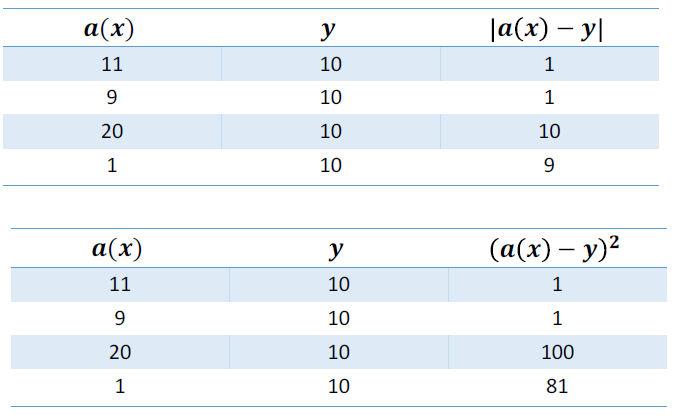 a(x) y |a(x) − y|
11 10 1
9 10 1
20 10 10
1 10 9
a(x) y (a(x) − y)²
11 10 1
9 10 1
20 10 100
1 10 81